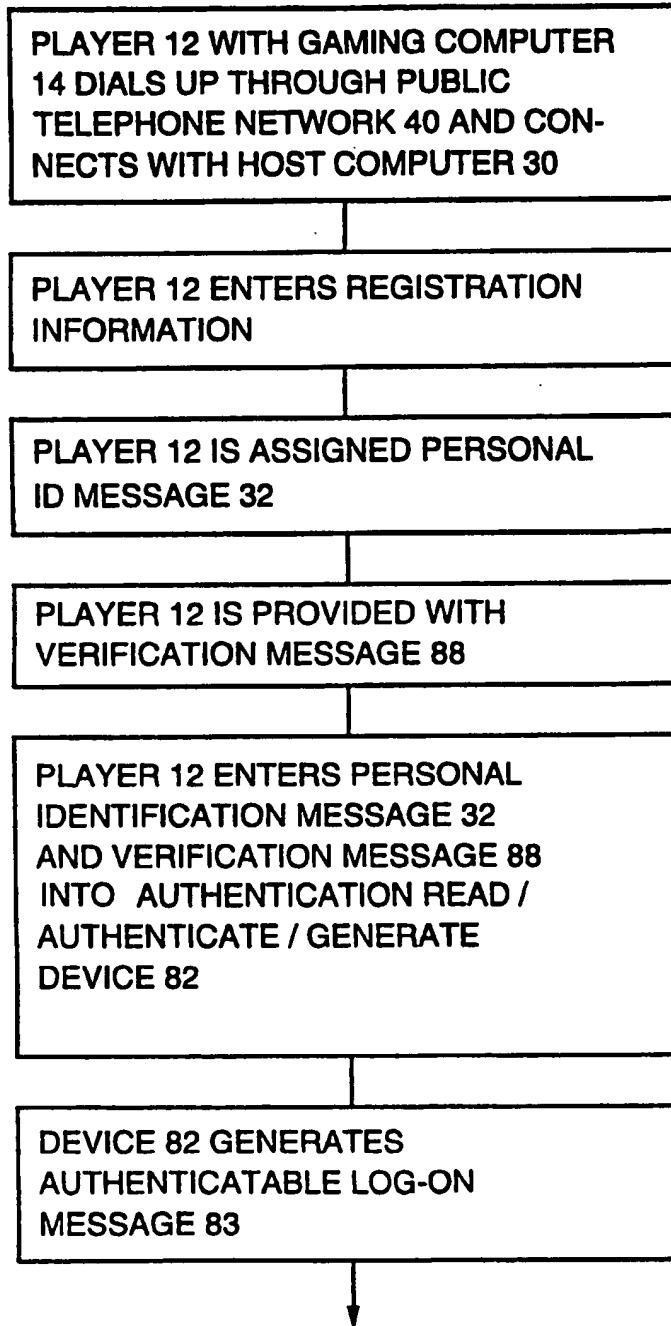 PLAYER 12 WITH GAMING COMPUTER
14 DIALS UP THROUGH PUBLIC
TELEPHONE NETWORK 40 AND CON-
NECTS WITH HOST COMPUTER 30
PLAYER 12 ENTERS REGISTRATION
INFORMATION
PLAYER 12 IS ASSIGNED PERSONAL
ID MESSAGE 32
PLAYER 12 IS PROVIDED WITH
VERIFICATION MESSAGE 88
PLAYER 12 ENTERS PERSONAL
IDENTIFICATION MESSAGE 32
AND VERIFICATION MESSAGE 88
INTO AUTHENTICATION READ /
AUTHENTICATE / GENERATE
DEVICE 82
DEVICE 82 GENERATES
AUTHENTICATABLE LOG-ON
MESSAGE 83